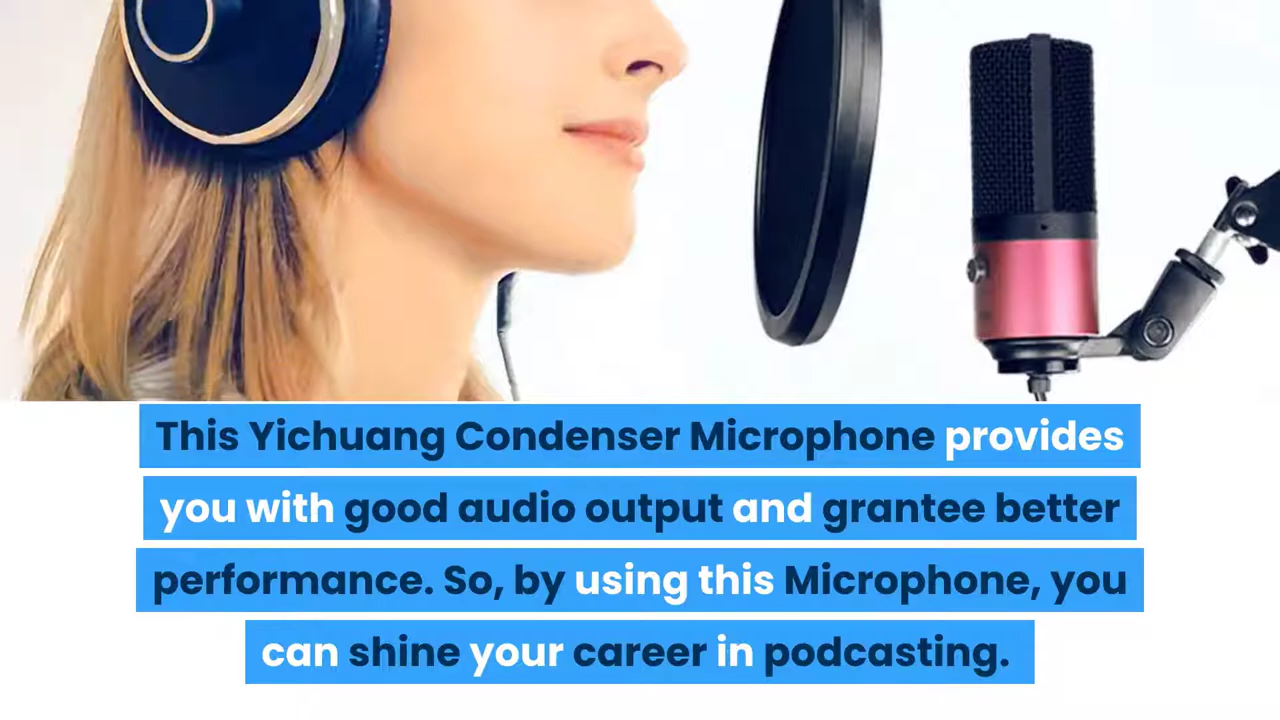 This Yichuang Condenser Microphone provides
you with good audio output and grantee better
performance. So, by using this Microphone, you
can shine your career in podcasting.